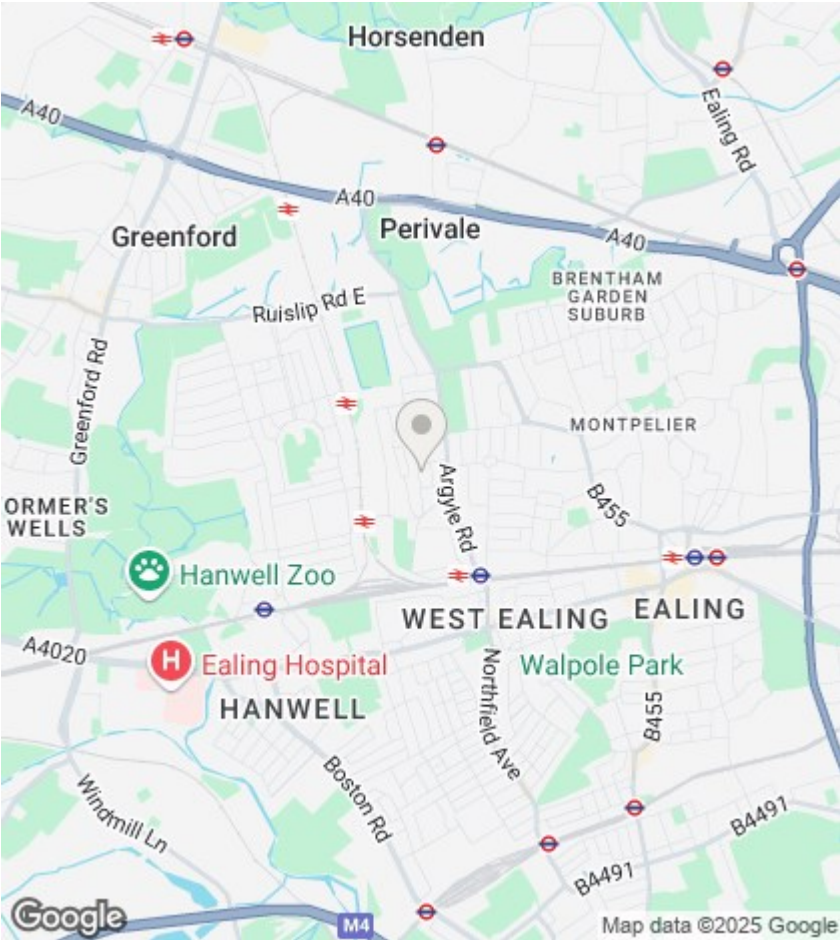 Horsenden
A40
Ealing Rd
A40
Greenford
Perivale
A40
BRENTHAM
GARDEN
SUBURB
Ruislip Rd E
Greenford Rd
MONTPELIER
Argyle Rd
B455
ORMER'S
WELLS
Hanwell Zoo
WEST EALING
EALING
A4020
H
Ealing Hospital
Walpole Park
HANWELL
Northfield Ave
B455
Boston Rd
Windmill Ln
B4491
B4491
Google
M4
Map data ©2025 Google